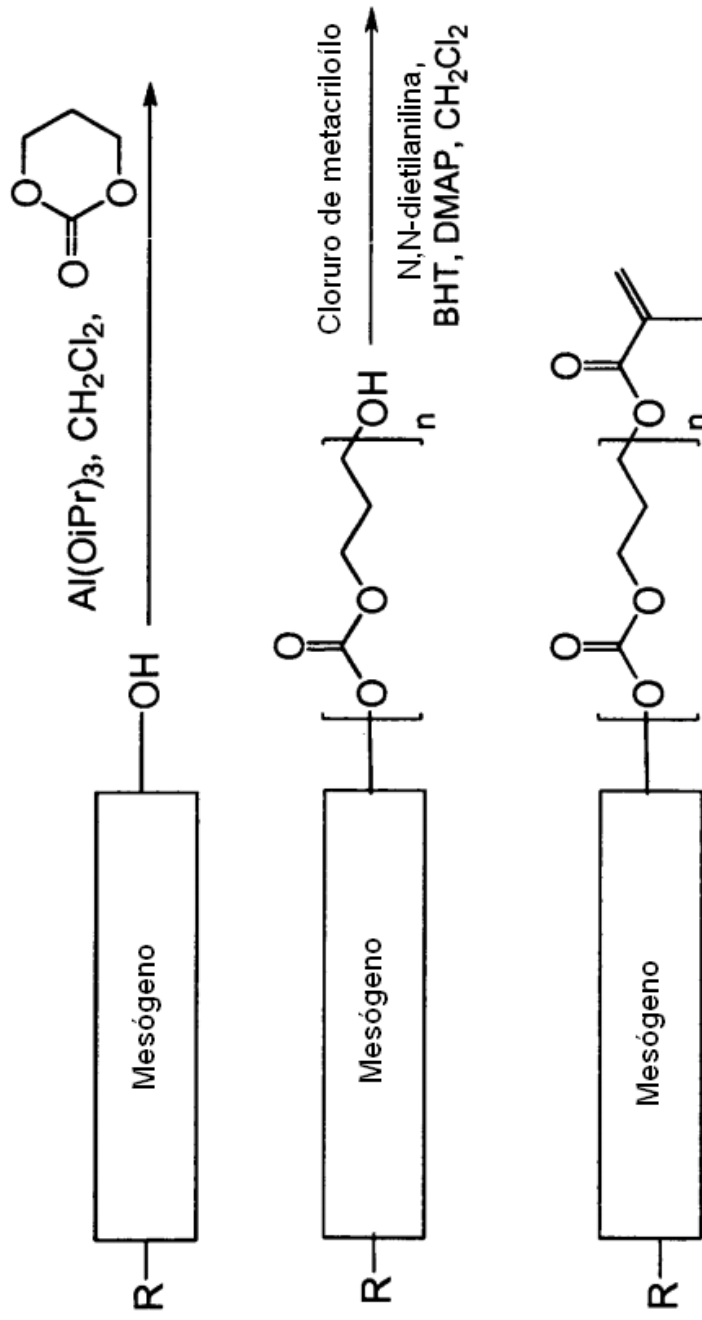 R
Mesógeno
OH
Al(OiPr)₃, CH₂Cl₂,
O
O
O
R
Mesógeno
O
O
O
OH
n
Cloruro de metacriloílo
N,N-dietilanilina,
BHT, DMAP, CH₂Cl₂
R
Mesógeno
O
O
O
O
n
O